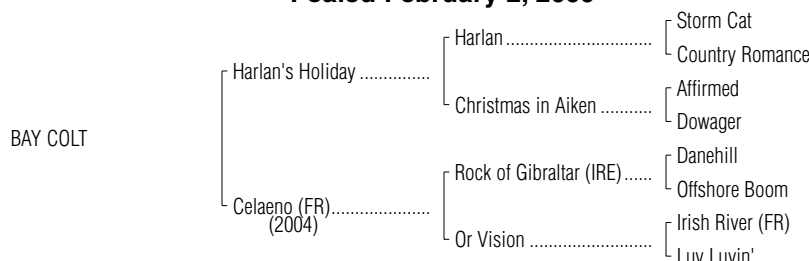 Foaled February 2,
Storm Cat
Harlan
Country Romance
Harlan's Holiday
Affirmed
Christmas in Aiken
Dowager
BAY COLT
Danehill
Rock of Gibraltar (IRE)
Offshore Boom
Celaeno (FR)
(2004)
Irish River (FR)
Or Vision
Luv Luvin'